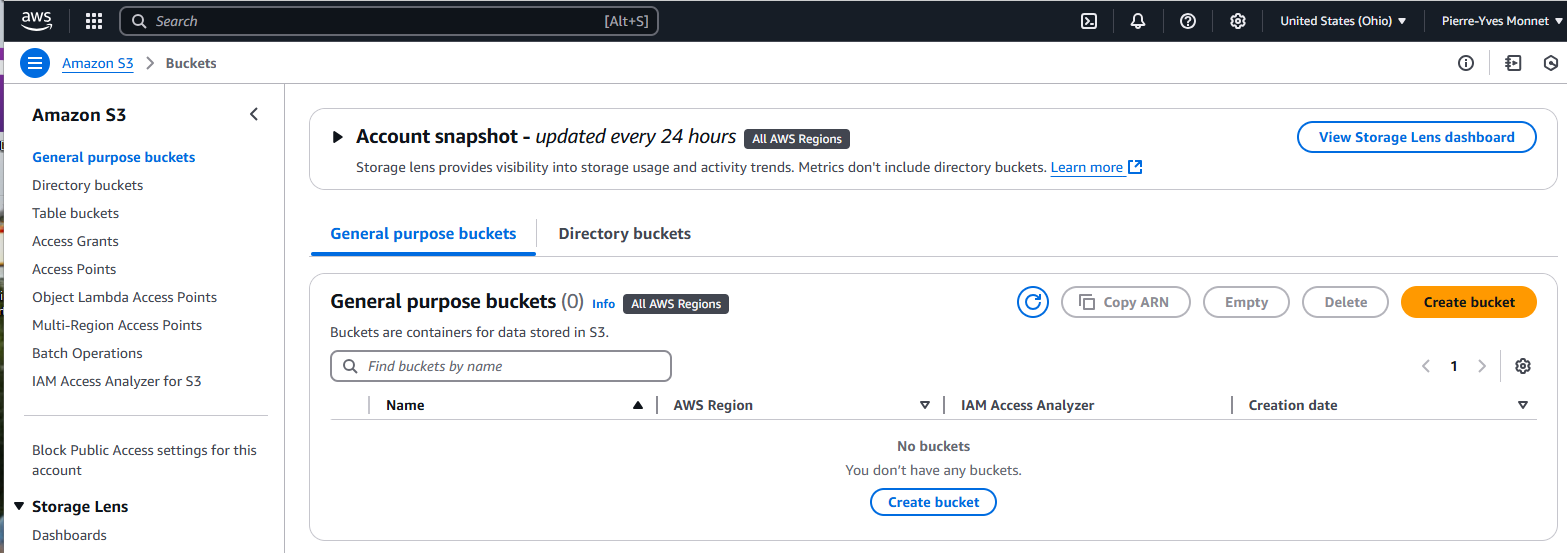 aws
Search [Alt+S]
United States (Ohio) Pierre-Yves Monnet
Amazon S3 Buckets
Amazon S3
General purpose buckets
Directory buckets
Table buckets
Access Grants
Access Points
Object Lambda Access Points
Multi-Region Access Points
Batch Operations
IAM Access Analyzer for S3
Block Public Access settings for this
account
Storage Lens
Dashboards
Account snapshot - updated every 24 hours All AWS Regions
View Storage Lens dashboard
Storage lens provides visibility into storage usage and activity trends. Metrics don't include directory buckets. Learn more
General purpose buckets Directory buckets
General purpose buckets (0) Info All AWS Regions
Copy ARN Empty Delete Create bucket
Buckets are containers for data stored in S3.
Find buckets by name
1
Name AWS Region IAM Access Analyzer Creation date
No buckets
You don't have any buckets.
Create bucket